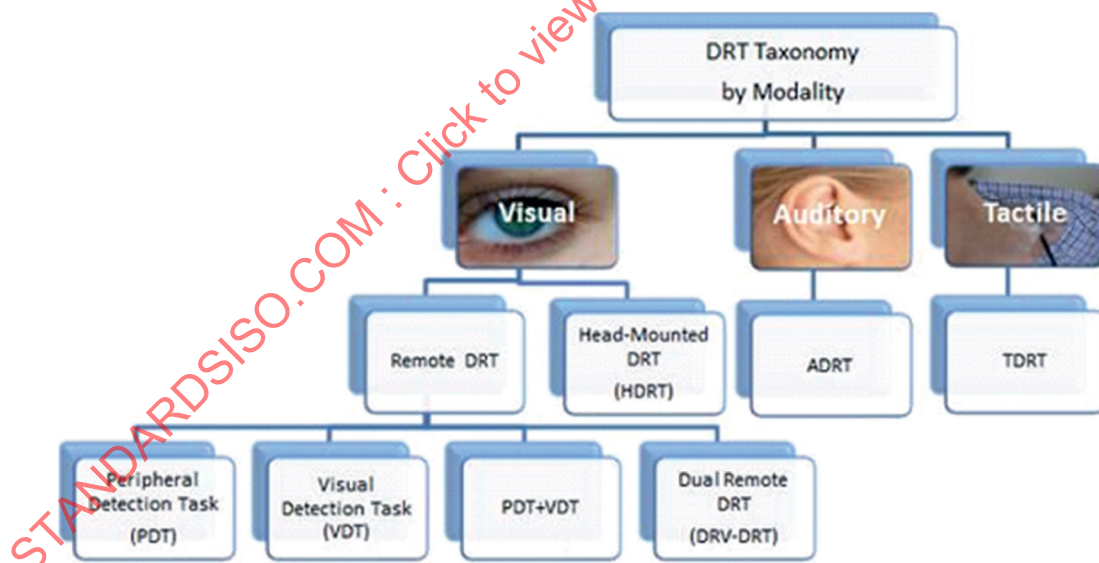 DRT Taxonomy
by Modality
Visual
Auditory
Tactile
Remote DRT
Head-Mounted
DRT
(HDRT)
ADRT
TDRT
Peripheral
Detection Task
(PDT)
Visual
Detection Task
(VDT)
PDT+VDT
Dual Remote
DRT
(DRV-DRT)
STANDARDSISO.COM : Click to view